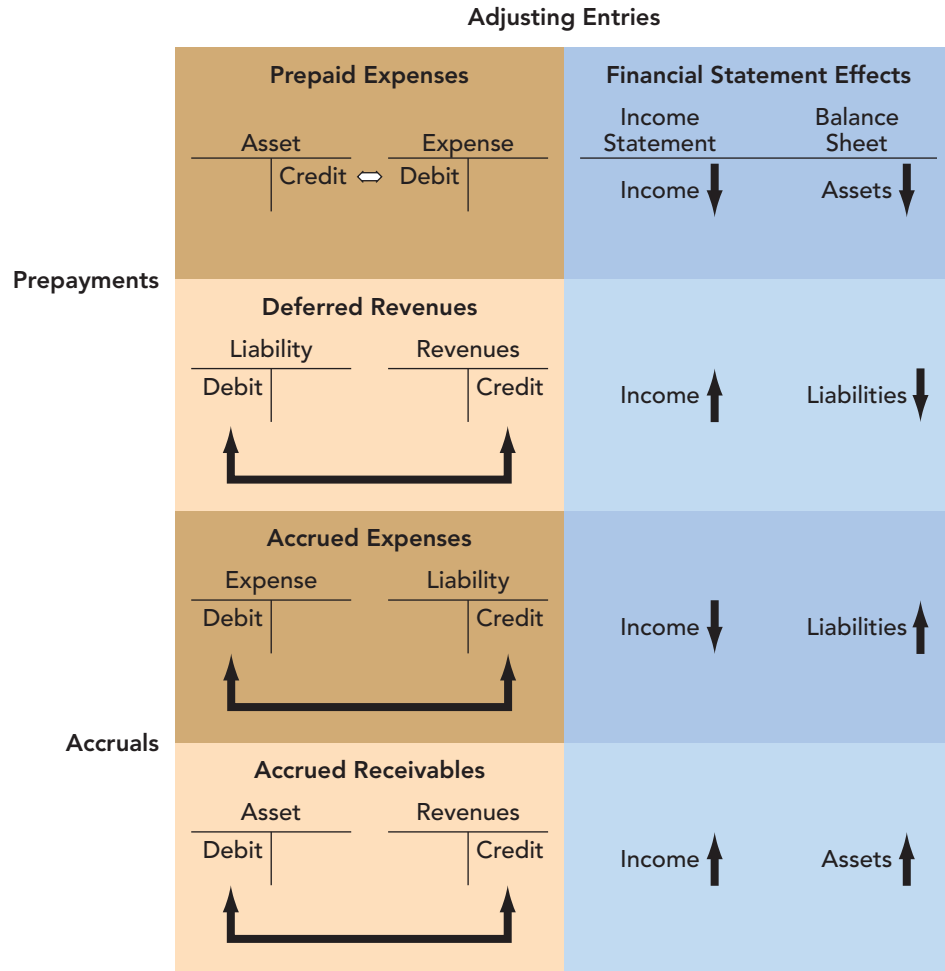 Adjusting Entries
Prepaid Expenses
Asset Expense
Credit Debit
Financial Statement Effects
Income Balance
Statement Sheet
Income Assets
Prepayments
Deferred Revenues
Liability Revenues
Debit Credit
Income Liabilities
Accrued Expenses
Expense Liability
Debit Credit
Income Liabilities
Accruals
Accrued Receivables
Asset Revenues
Debit Credit
Income Assets